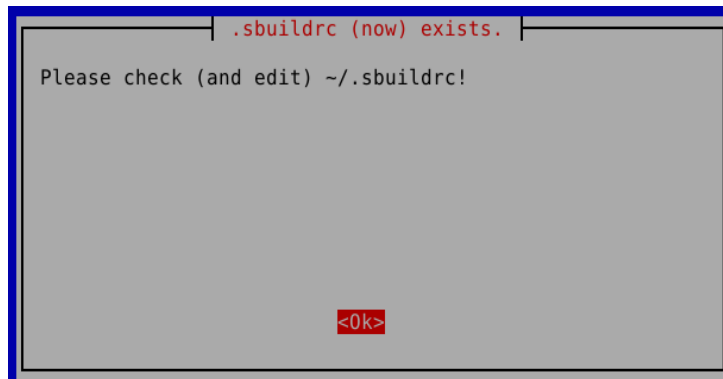 .sbuildrc (now) exists.
Please check (and edit) ~/.sbuildrc!
<Ok>